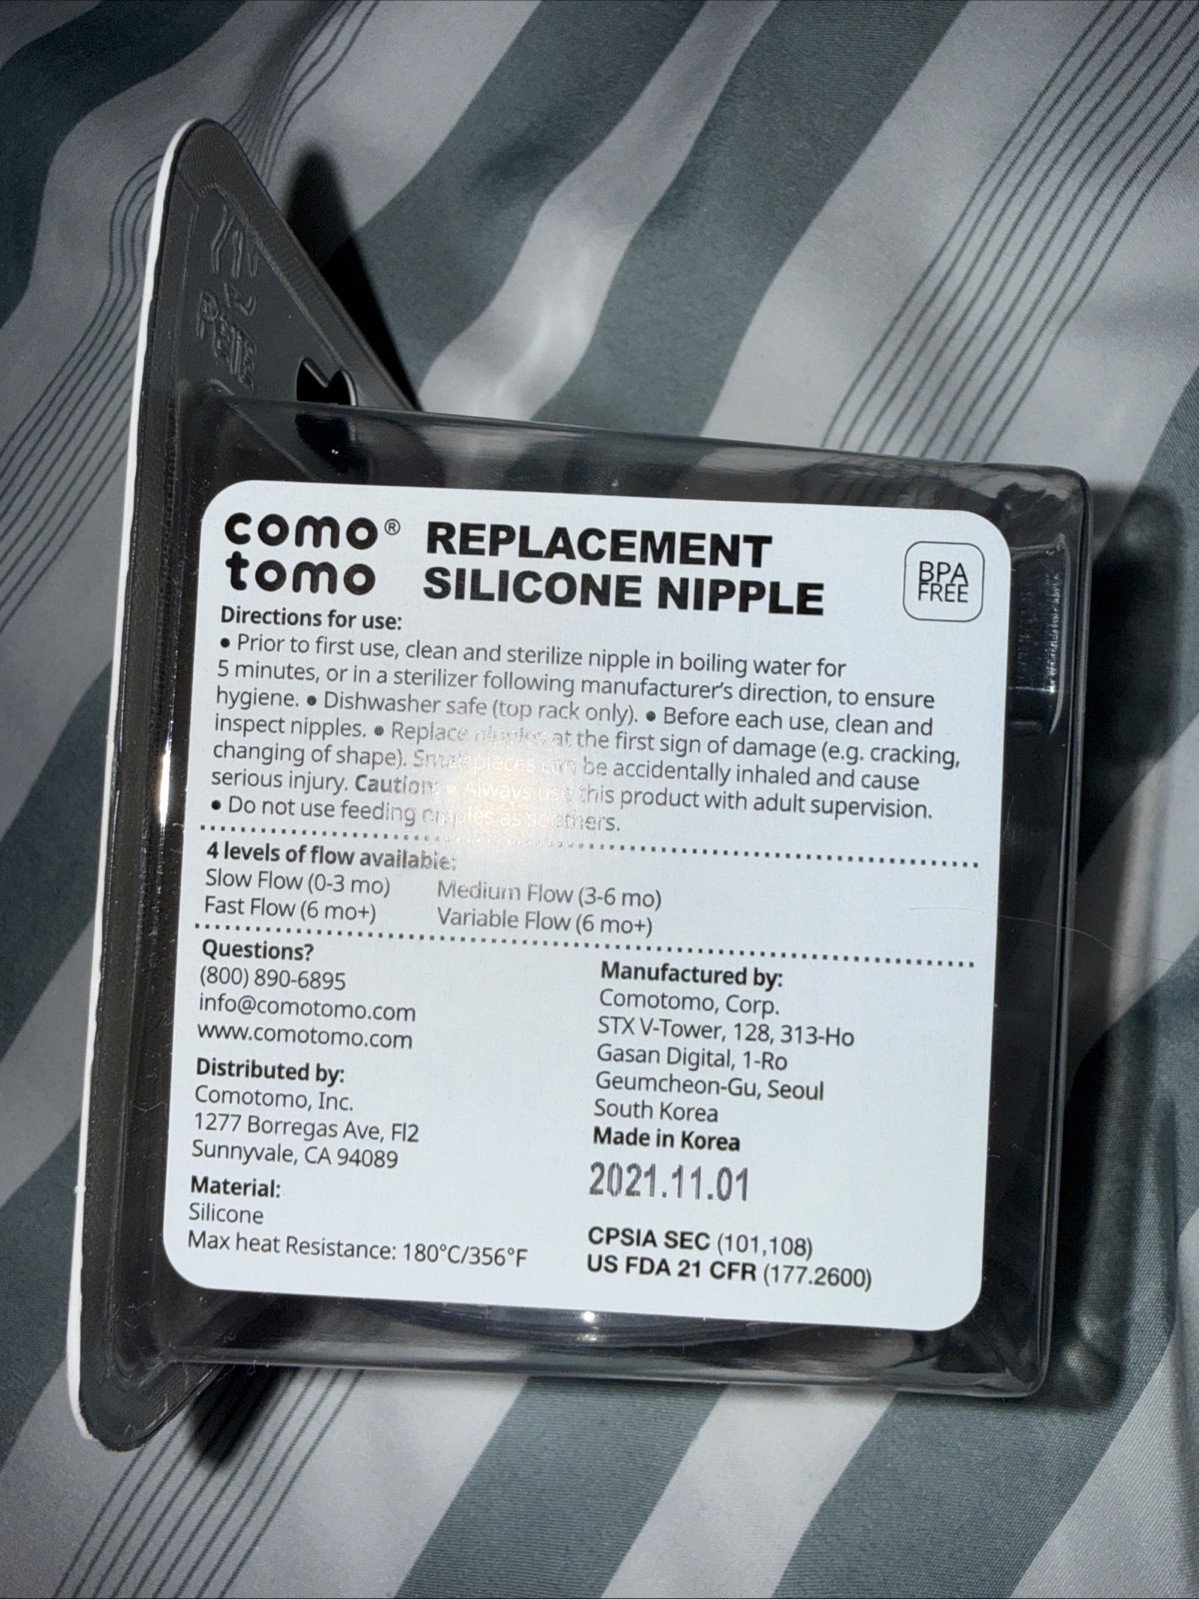 como® tomo
REPLACEMENT
SILICONE NIPPLE
BPA
FREE
Directions for use:
• Prior to first use, clean and sterilize nipple in boiling water for
5 minutes, or in a sterilizer following manufacturer's direction, to ensure
hygiene. • Dishwasher safe (top rack only). • Before each use, clean and
inspect nipples. • Replace nipples at the first sign of damage (e.g. cracking,
changing of shape). Small pieces can be accidentally inhaled and cause
serious injury. Caution: • Always use this product with adult supervision.
• Do not use feeding nipples as soothers.
4 levels of flow available:
Slow Flow (0-3 mo) Medium Flow (3-6 mo)
Fast Flow (6 mo+) Variable Flow (6 mo+)
Questions?
(800) 890-6895
info@comotomo.com
www.comotomo.com
Distributed by:
Comotomo, Inc.
1277 Borregas Ave, Fl2
Sunnyvale, CA 94089
Material:
Silicone
Max heat Resistance: 180°C/356°F
Manufactured by:
Comotomo, Corp.
STX V-Tower, 128, 313-Ho
Gasan Digital, 1-Ro
Geumcheon-Gu, Seoul
South Korea
Made in Korea
2021.11.01
CPSIA SEC (101,108)
US FDA 21 CFR (177.2600)